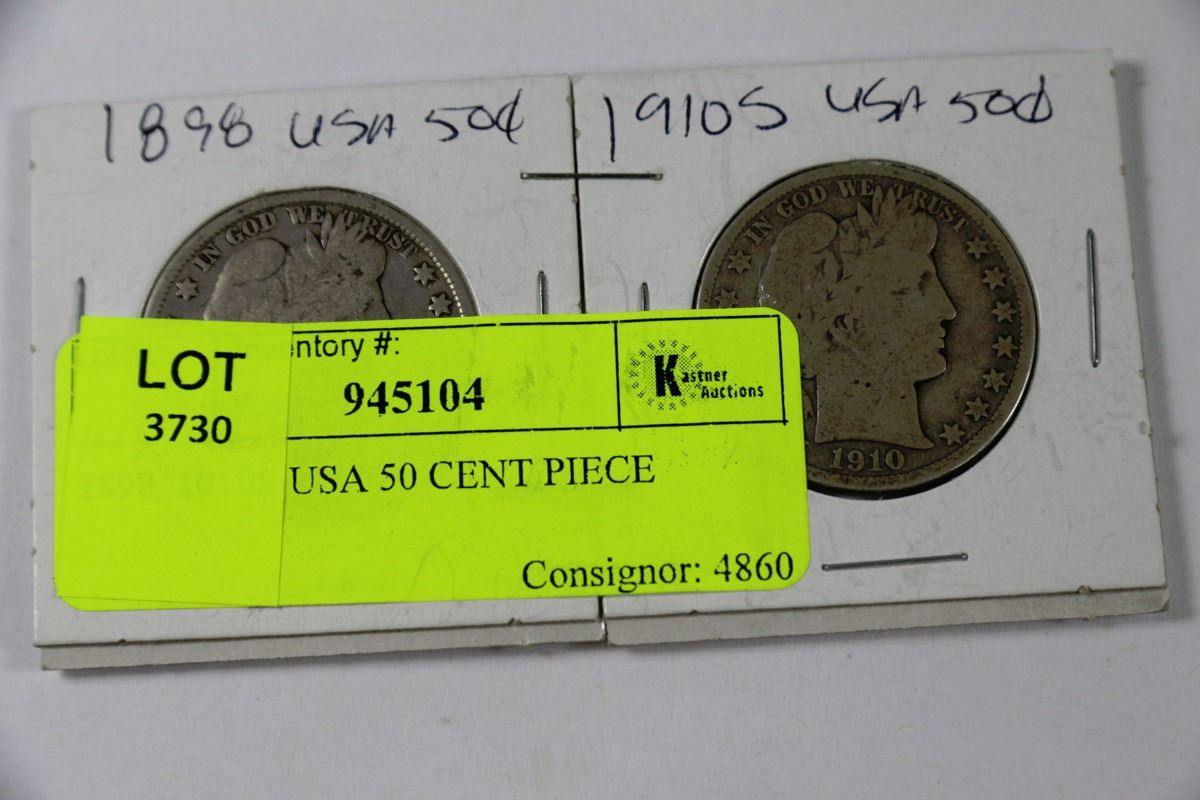 1898 USA 50¢
1910S USA 50¢
IN GOD WE TRUST
IN GOD WE TRUST
1910
LOT
3730
entory #:
945104
Kastner
Auctions
USA 50 CENT PIECE
Consignor: 4860